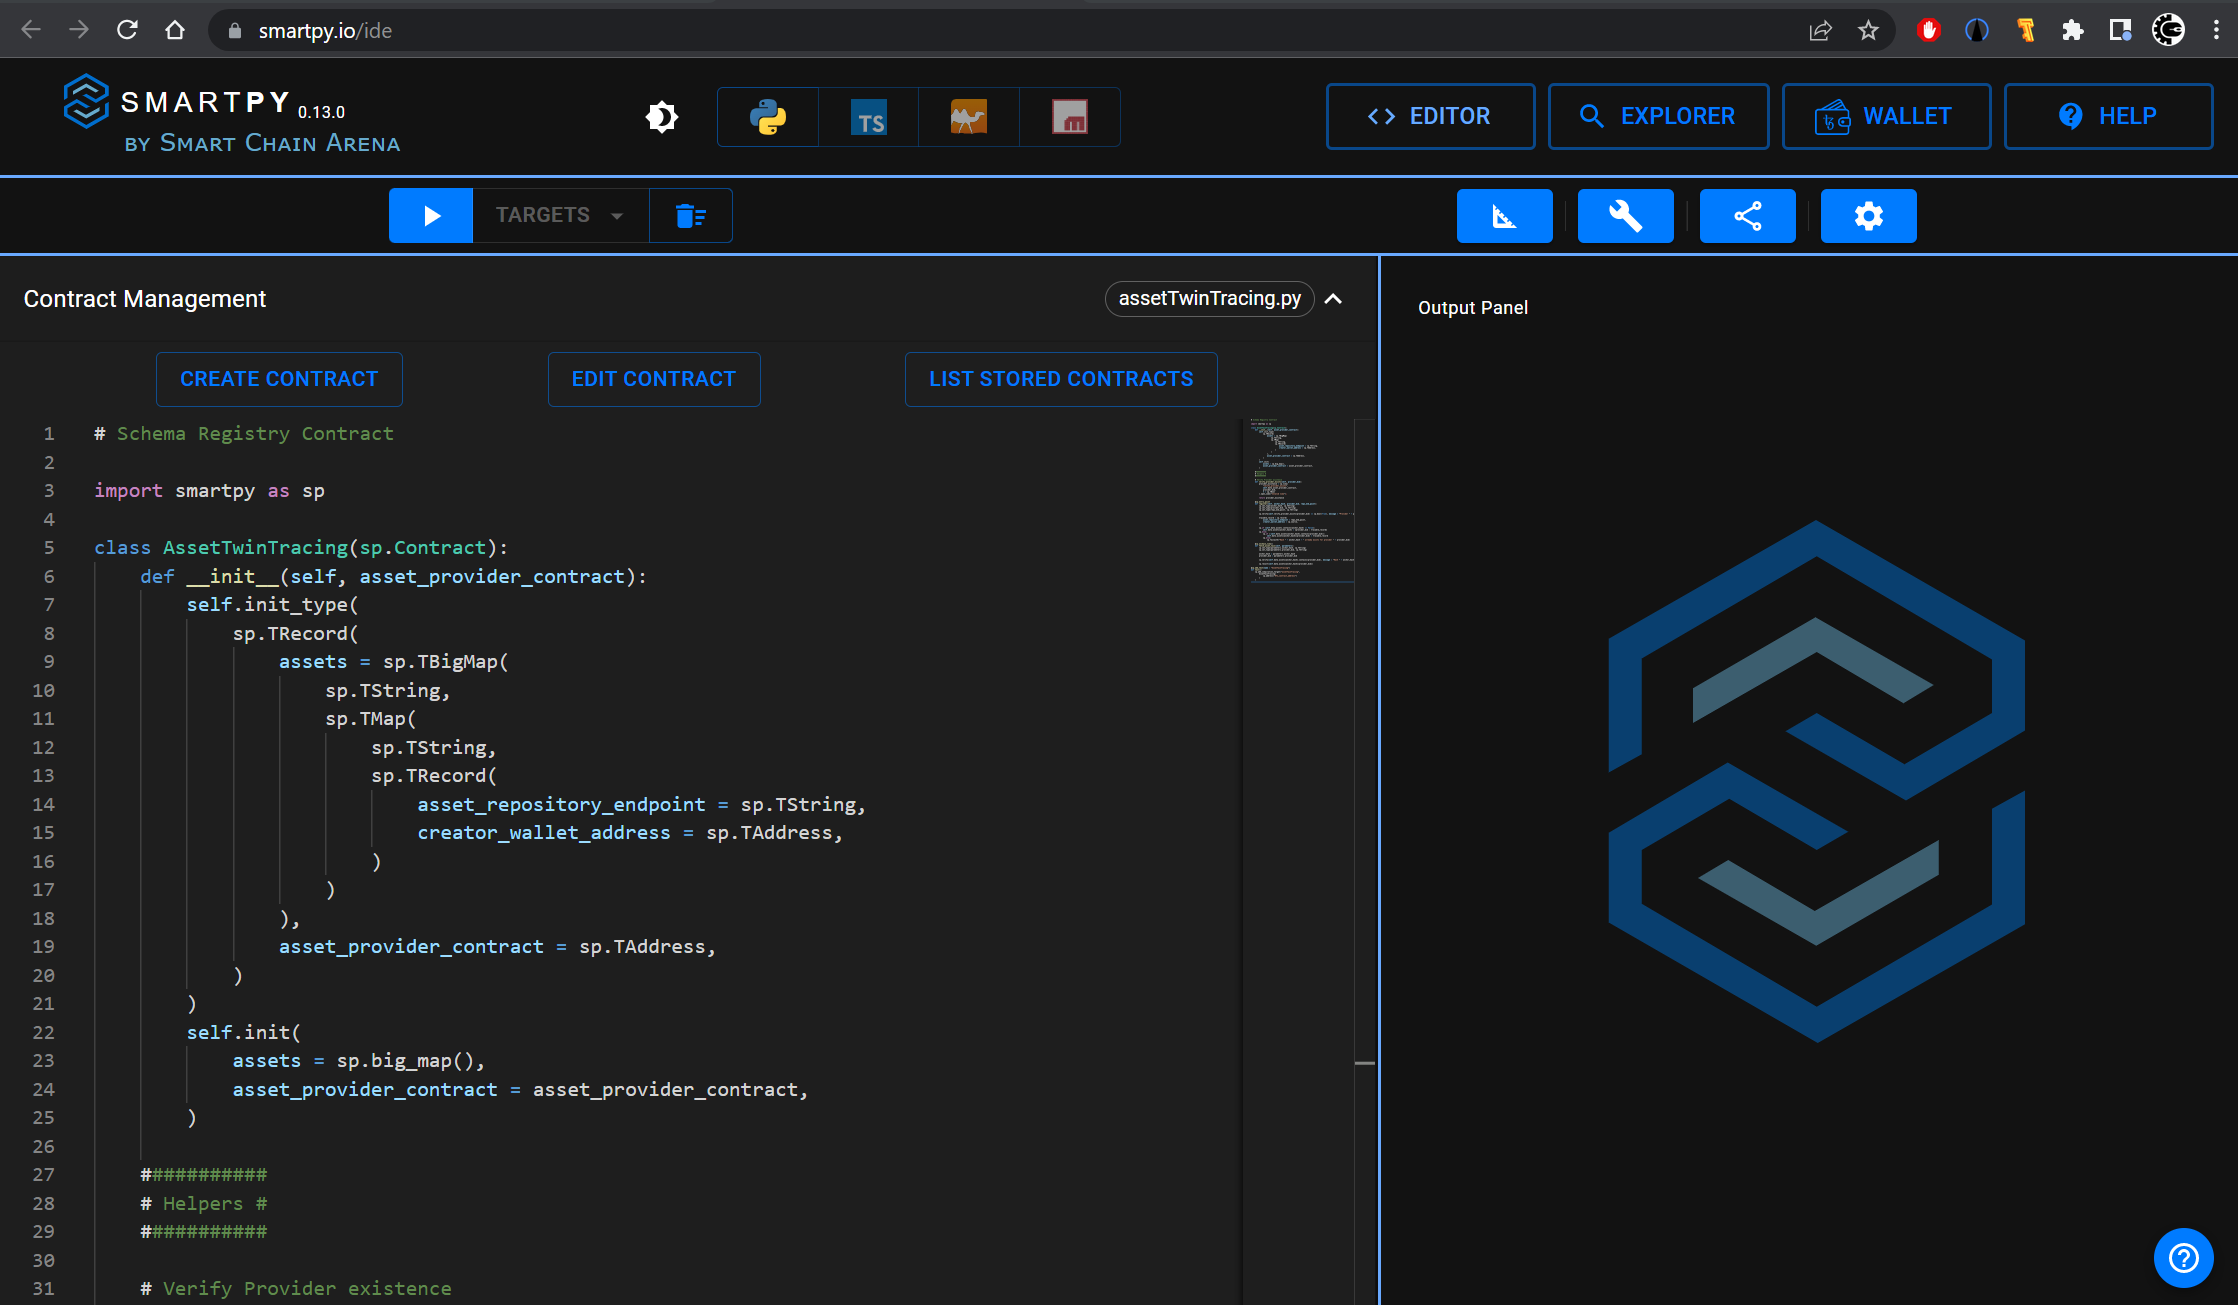 smartpy.io/ide
SMARTPY 0.13.0
BY SMART CHAIN ARENA
TS
EDITOR
EXPLORER
WALLET
HELP
TARGETS
Contract Management
assetTwinTracing.py
Output Panel
CREATE CONTRACT
EDIT CONTRACT
LIST STORED CONTRACTS
1 # Schema Registry Contract
2
3 import smartpy as sp
4
5 class AssetTwinTracing(sp.Contract):
6 def __init__(self, asset_provider_contract):
7 self.init_type(
8 sp.TRecord(
9 assets = sp.TBigMap(
10 sp.TString,
11 sp.TMap(
12 sp.TString,
13 sp.TRecord(
14 asset_repository_endpoint = sp.TString,
15 creator_wallet_address = sp.TAddress,
16 )
17 )
18 ),
19 asset_provider_contract = sp.TAddress,
20 )
21 )
22 self.init(
23 assets = sp.big_map(),
24 asset_provider_contract = asset_provider_contract,
25 )
26
27 ###########
28 # Helpers #
29 ###########
30
31 # Verify Provider existence